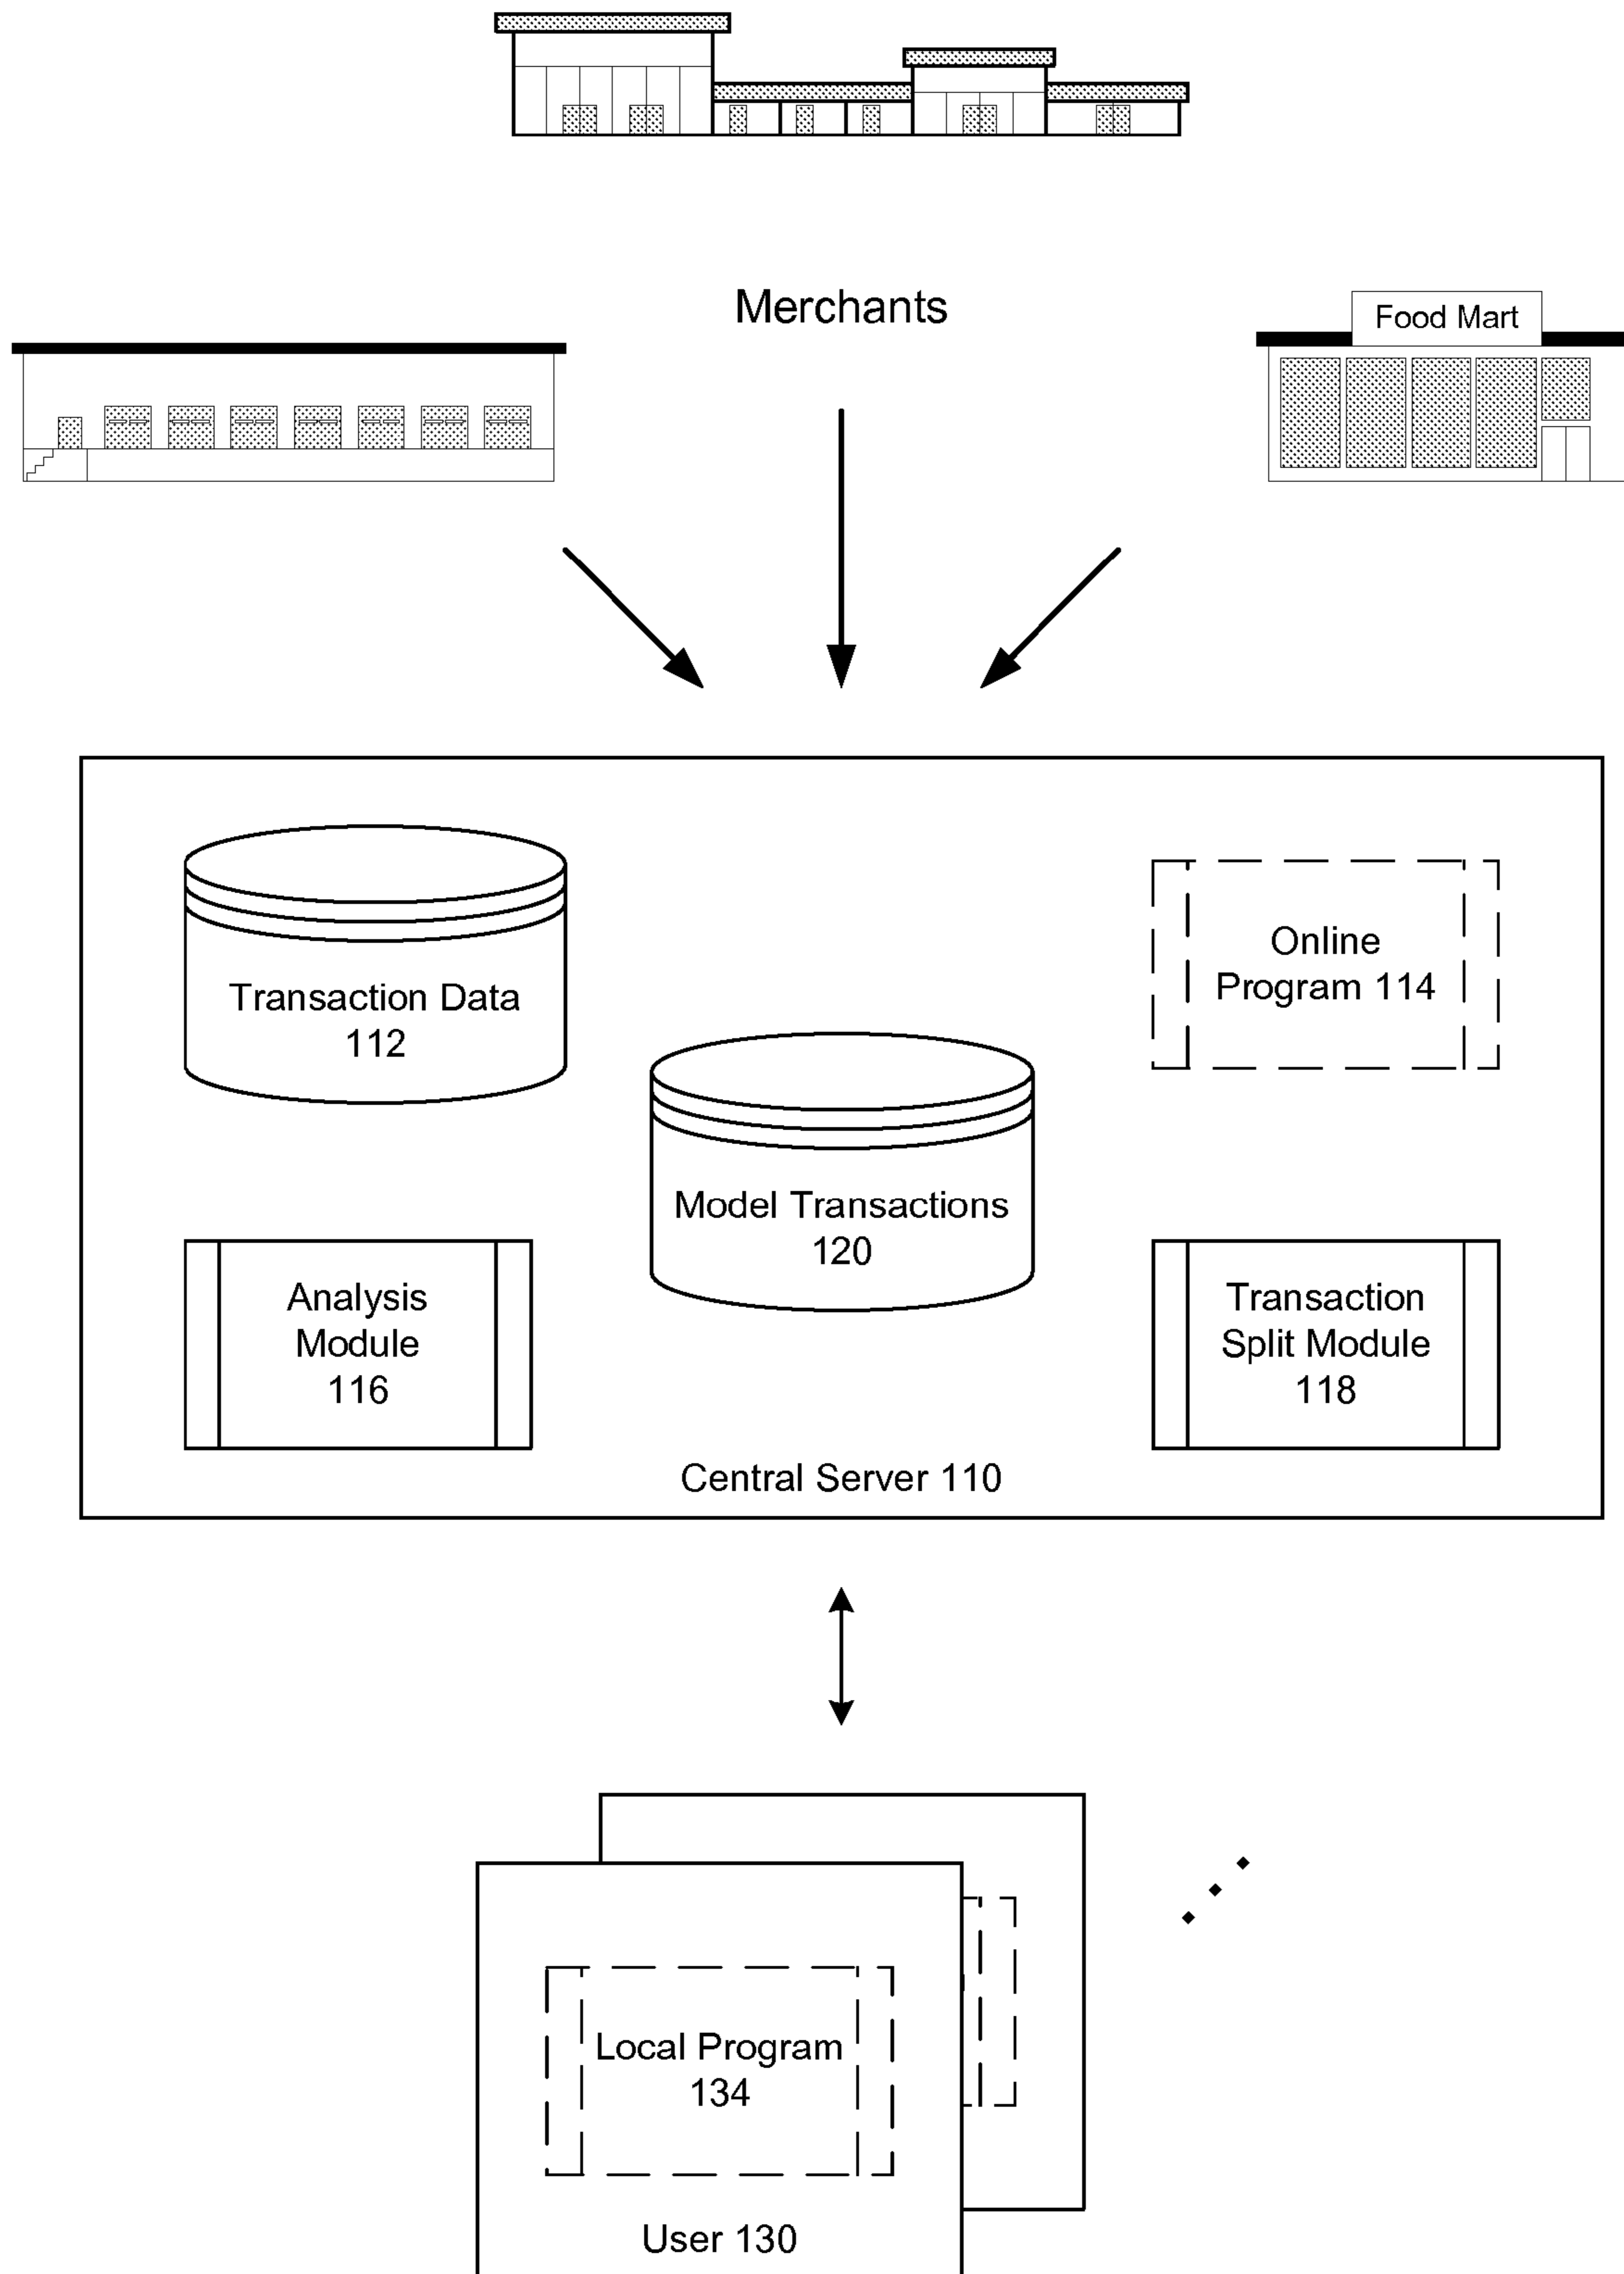 Merchants
Food Mart
Transaction Data
112
Online
Program 114
Model Transactions
120
Analysis
Module
116
Transaction
Split Module
118
Central Server 110
Local Program
134
User 130